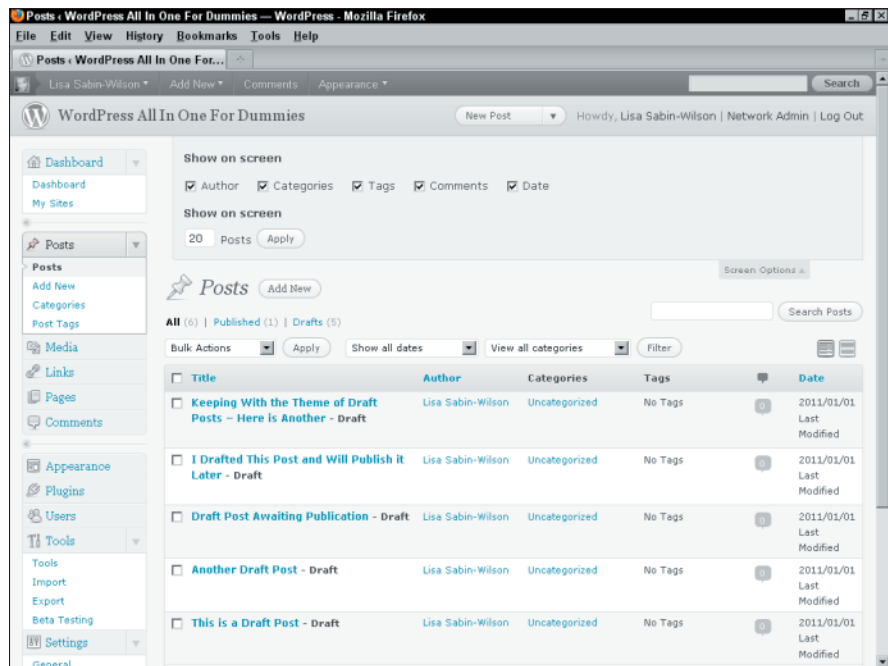 Posts ‹ WordPress All In One For Dummies — WordPress - Mozilla Firefox
File Edit View History Bookmarks Tools Help
Posts ‹ WordPress All In One For...
Lisa Sabin-Wilson Add New Comments Appearance Search
WordPress All In One For Dummies New Post Howdy, Lisa Sabin-Wilson | Network Admin | Log Out
Dashboard
Dashboard
My Sites
Posts
Posts
Add New
Categories
Post Tags
Media
Links
Pages
Comments
Appearance
Plugins
Users
Tools
Tools
Import
Export
Beta Testing
Settings
General
Show on screen
Author Categories Tags Comments Date
Show on screen
20 Posts Apply
Screen Options
Posts Add New
Search Posts
All (6) | Published (1) | Drafts (5)
Bulk Actions Apply Show all dates View all categories Filter
Title Author Categories Tags Date
Keeping With the Theme of Draft Lisa Sabin-Wilson Uncategorized No Tags 0 2011/01/01
Posts – Here is Another - Draft Last
Modified
I Drafted This Post and Will Publish it Lisa Sabin-Wilson Uncategorized No Tags 0 2011/01/01
Later - Draft Last
Modified
Draft Post Awaiting Publication - Draft Lisa Sabin-Wilson Uncategorized No Tags 0 2011/01/01
Last
Modified
Another Draft Post - Draft Lisa Sabin-Wilson Uncategorized No Tags 0 2011/01/01
Last
Modified
This is a Draft Post - Draft Lisa Sabin-Wilson Uncategorized No Tags 0 2011/01/01
Last
Modified